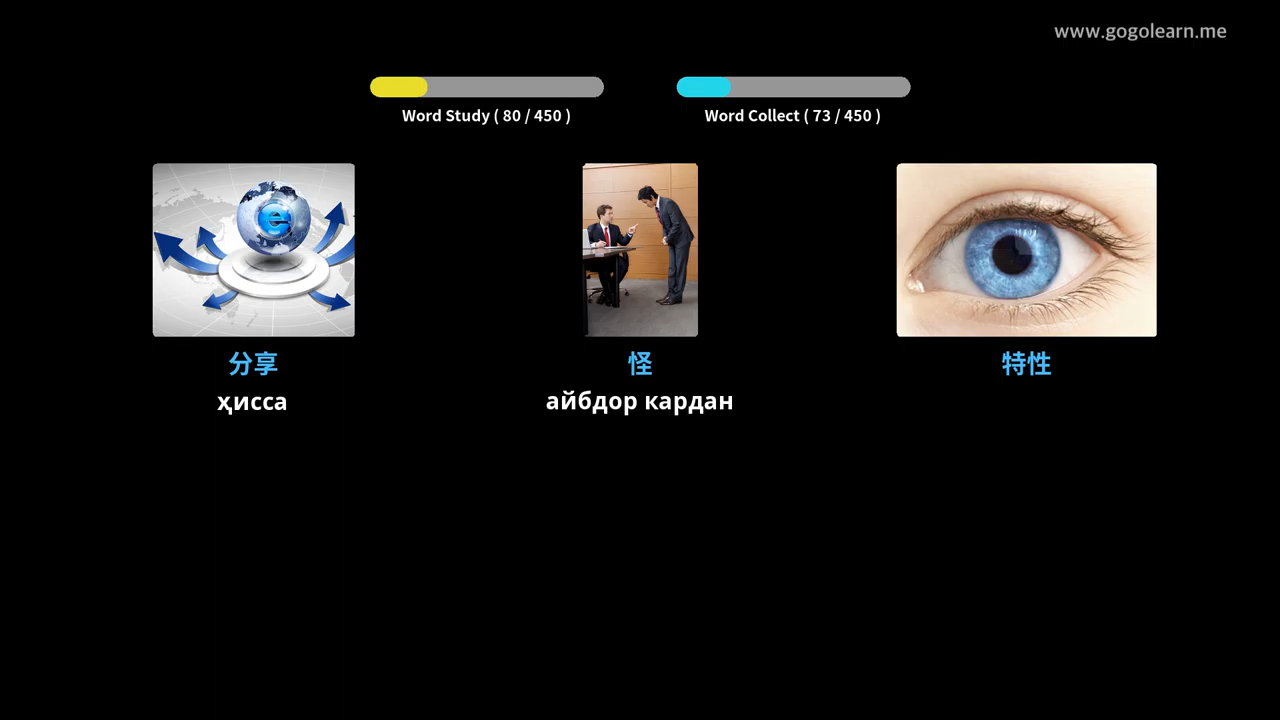 www.gogolearn.me
Word Study ( 80 / 450 )
Word Collect ( 73 / 450 )
e
分享
怪
特性
ҳисса
айбдор кардан